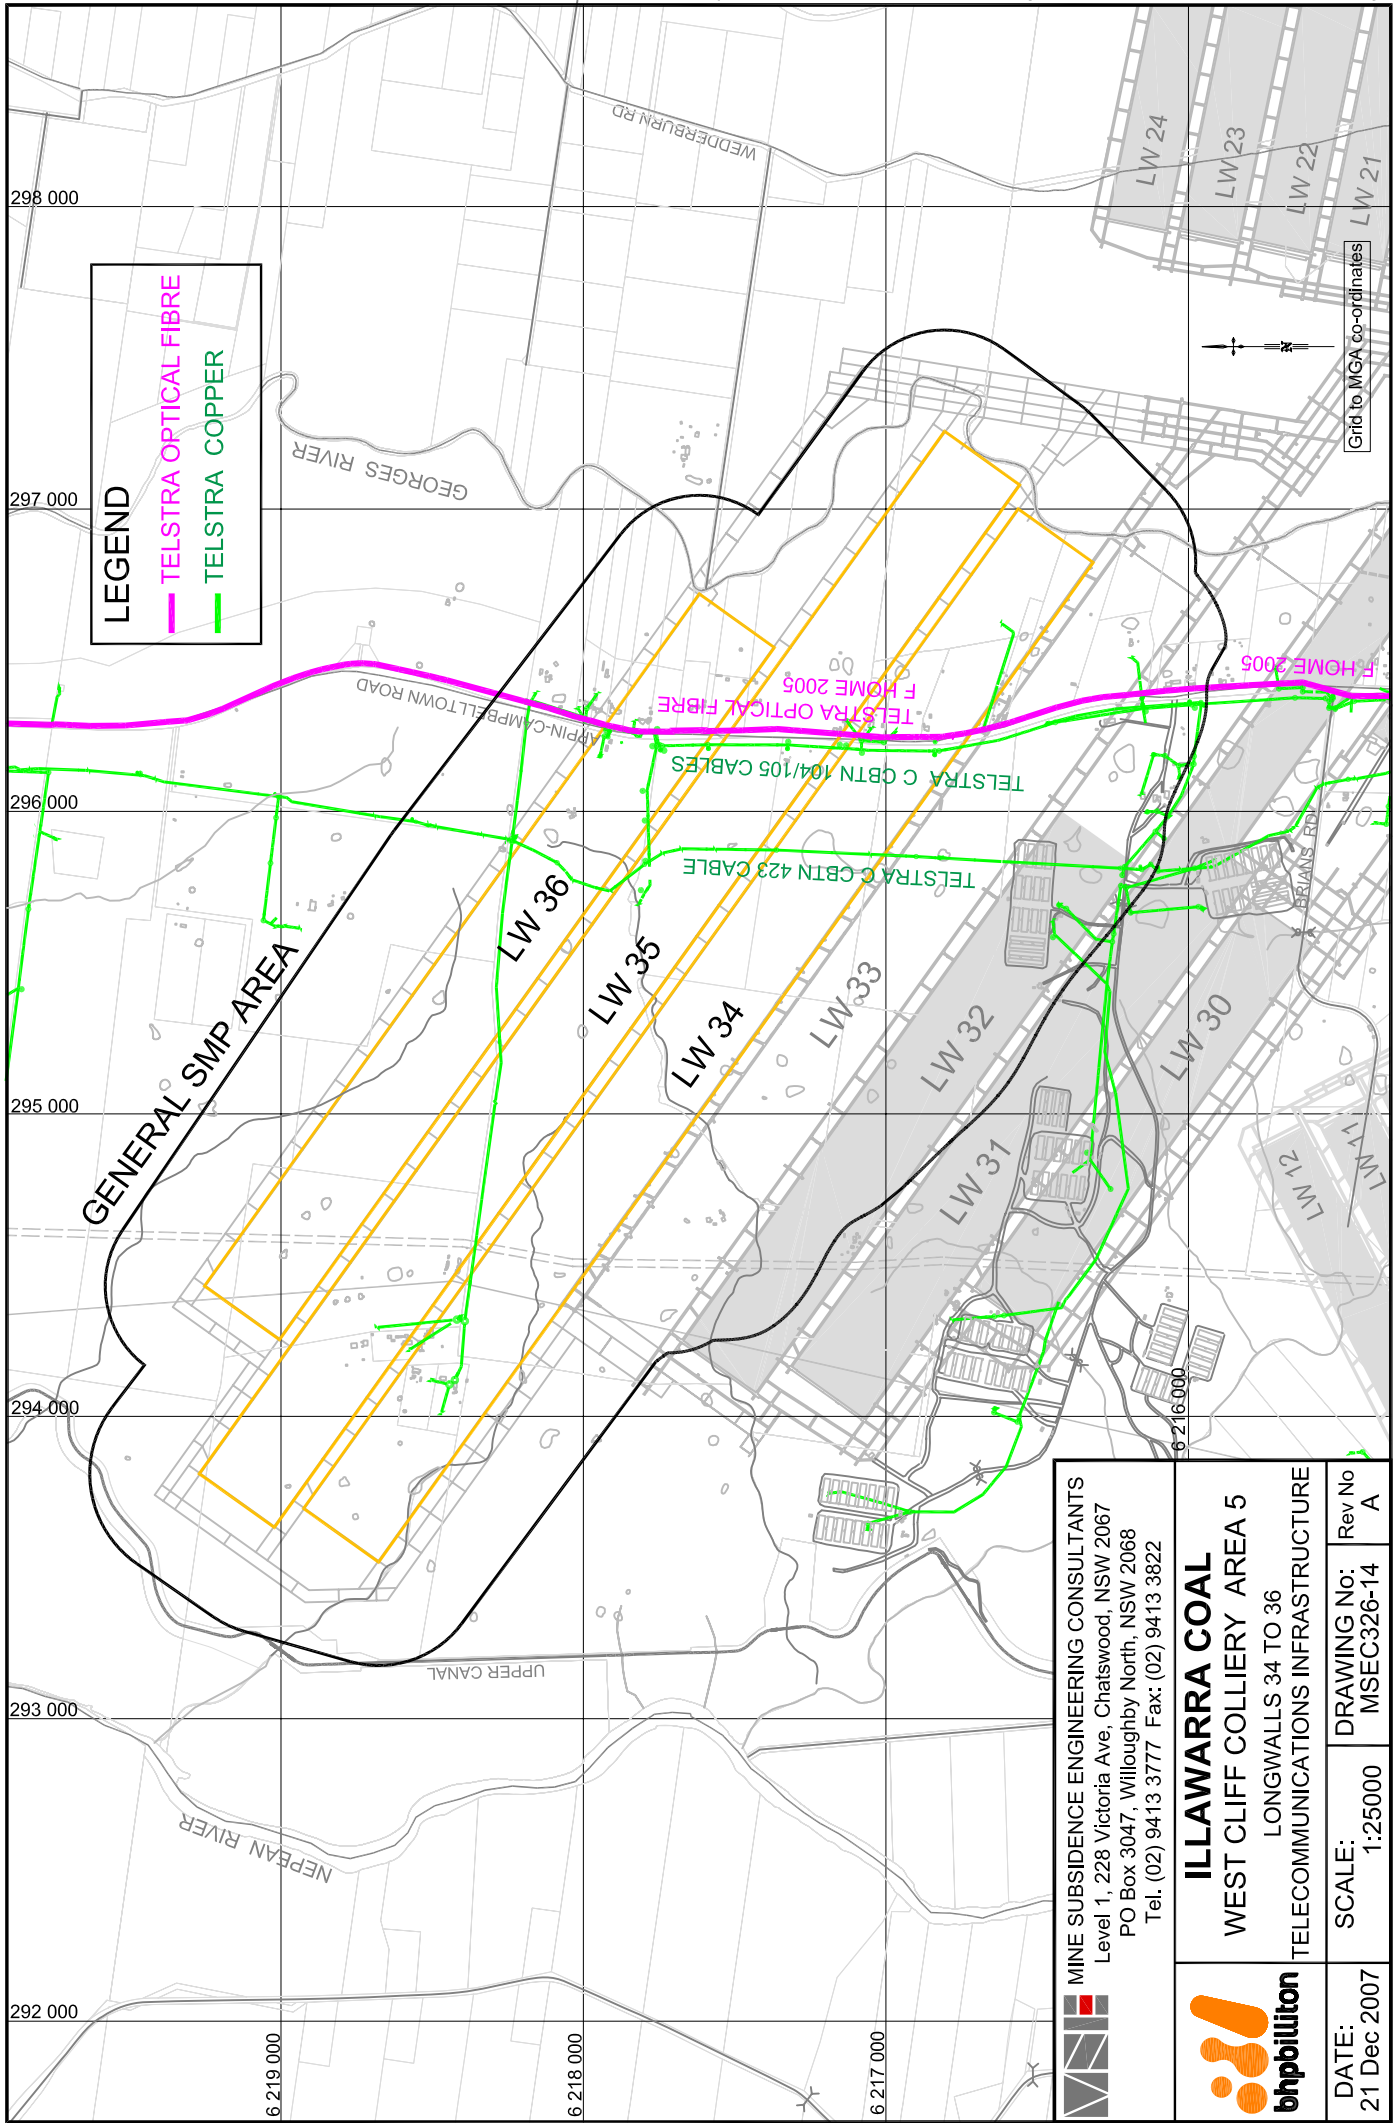 LEGEND
TELSTRA OPTICAL FIBRE
TELSTRA COPPER
298 000
297 000
296 000
295 000
294 000
293 000
292 000
6 219 000
6 218 000
6 217 000
6 216 000
WEDDERBURN RD
GEORGES RIVER
APPIN-CAMPBELLTOWN ROAD
TELSTRA OPTICAL FIBRE
F HOME 2005
F HOME 2005
TELSTRA C CBTN 104/105 CABLES
TELSTRA C CBTN 423 CABLE
BRIANS RD
GENERAL SMP AREA
LW 36
LW 35
LW 34
LW 33
LW 32
LW 31
LW 30
LW 24
LW 23
LW 22
LW 21
LW 12
LW 11
UPPER CANAL
NEPEAN RIVER
N
Grid to MGA co-ordinates
MINE SUBSIDENCE ENGINEERING CONSULTANTS
Level 1, 228 Victoria Ave, Chatswood, NSW 2067
PO Box 3047, Willoughby North, NSW 2068
Tel. (02) 9413 3777 Fax: (02) 9413 3822
bhpbilliton
ILLAWARRA COAL
WEST CLIFF COLLIERY AREA 5
LONGWALLS 34 TO 36
TELECOMMUNICATIONS INFRASTRUCTURE
DATE:
21 Dec 2007
SCALE:
1:25000
DRAWING No:
MSEC326-14
Rev No
A